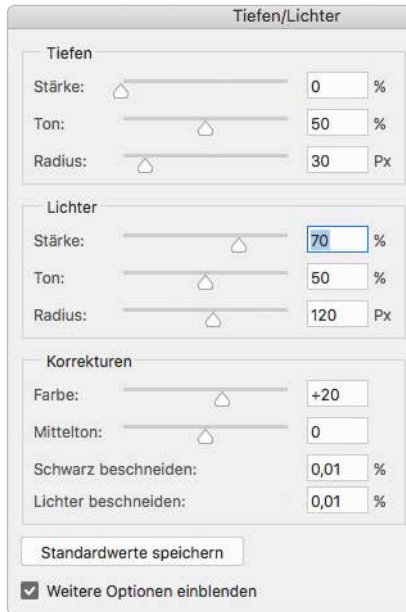 Tiefen/Lichter
Tiefen
Stärke: 0 %
Ton: 50 %
Radius: 30 Px
Lichter
Stärke: 70 %
Ton: 50 %
Radius: 120 Px
Korrekturen
Farbe: +20
Mittelton: 0
Schwarz beschneiden: 0,01 %
Lichter beschneiden: 0,01 %
Standardwerte speichern
Weitere Optionen einblenden